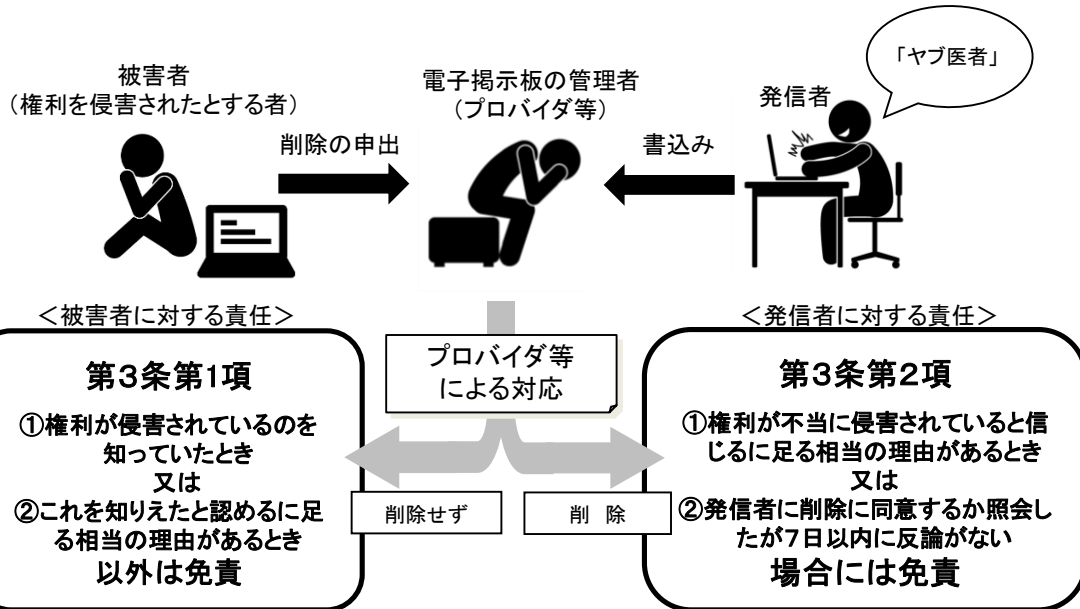 「ヤブ医者」
被害者
（権利を侵害されたとする者）
電子掲示板の管理者
（プロバイダ等）
発信者
削除の申出
書込み
＜被害者に対する責任＞
第３条第１項
①権利が侵害されているのを
知っていたとき
又は
②これを知りえたと認めるに足
る相当の理由があるとき
以外は免責
プロバイダ等
による対応
削除せず
削　除
＜発信者に対する責任＞
第３条第２項
①権利が不当に侵害されていると信
じるに足る相当の理由があるとき
又は
②発信者に削除に同意するか照会し
たが７日以内に反論がない
場合には免責